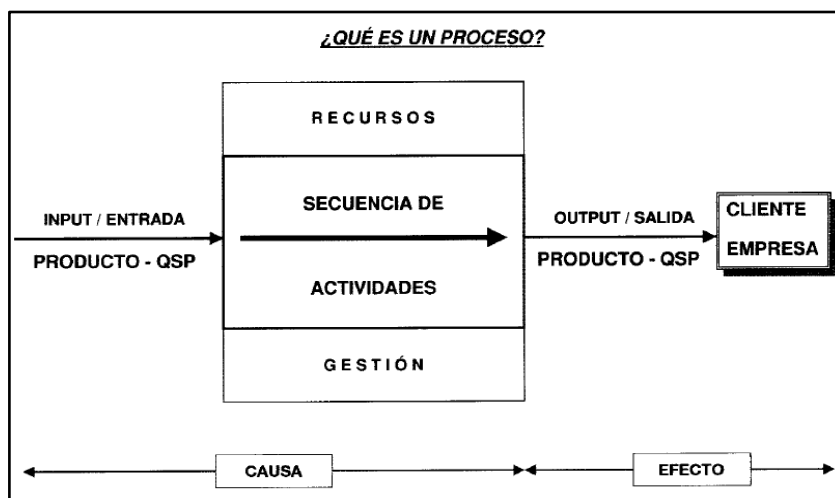 ¿QUÉ ES UN PROCESO?
RECURSOS
INPUT / ENTRADA
PRODUCTO - QSP
SECUENCIA DE
ACTIVIDADES
OUTPUT / SALIDA
PRODUCTO - QSP
CLIENTE
EMPRESA
GESTIÓN
CAUSA
EFECTO